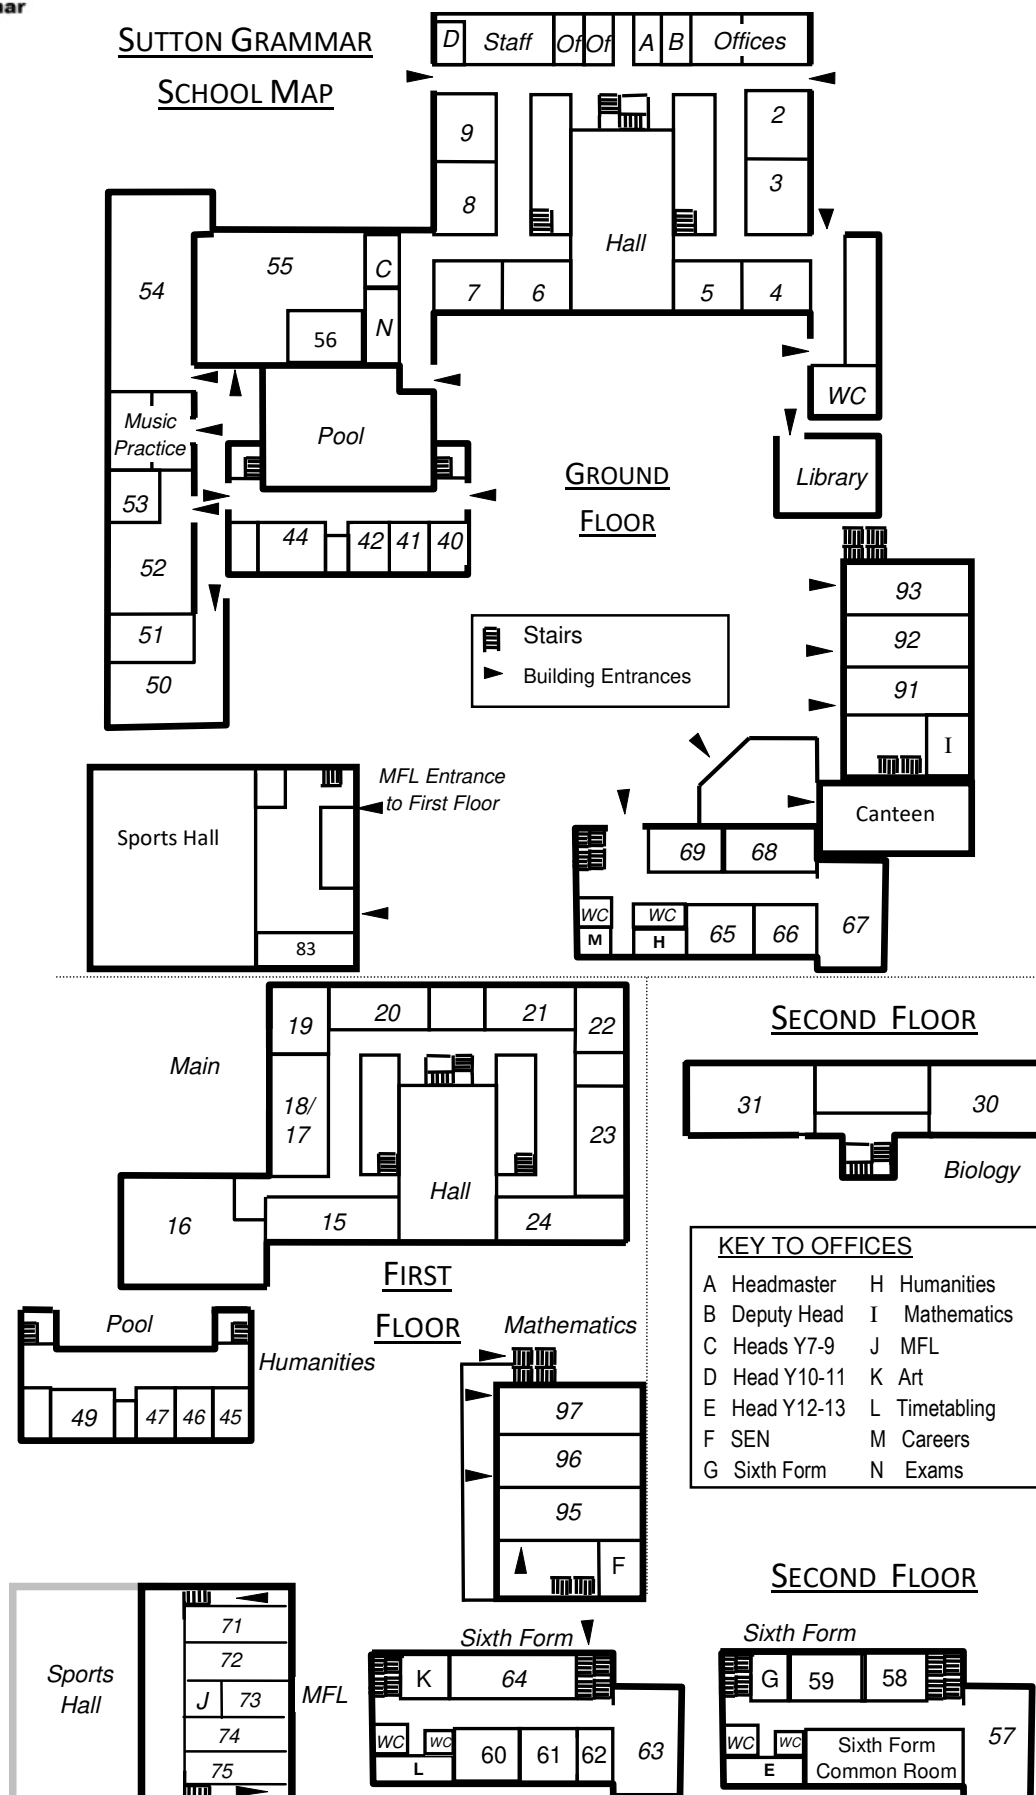 mar
SUTTON GRAMMAR
SCHOOL MAP
D Staff Of Of A B Offices
9
2
8
3
Hall
7 6 5 4
54
55
C
56
N
WC
Music
Practice
Pool
Library
53
44 42 41 40
52
51
50
GROUND
FLOOR
Stairs
Building Entrances
93
92
91
I
Canteen
MFL Entrance
to First Floor
Sports Hall
83
69 68
WC WC
M H 65 66 67
19 20 21 22
Main
18/
17
23
Hall
16 15 24
FIRST
FLOOR
SECOND FLOOR
31 30
Biology
Pool
Humanities
49 47 46 45
Mathematics
97
96
95
F
KEY TO OFFICES
A Headmaster H Humanities
B Deputy Head I Mathematics
C Heads Y7-9 J MFL
D Head Y10-11 K Art
E Head Y12-13 L Timetabling
F SEN M Careers
G Sixth Form N Exams
Sports
Hall
71
72
J 73
74
75
MFL
Sixth Form
K 64
WC WC
L 60 61 62 63
SECOND FLOOR
Sixth Form
G 59 58
WC WC
E
Sixth Form
Common Room
57